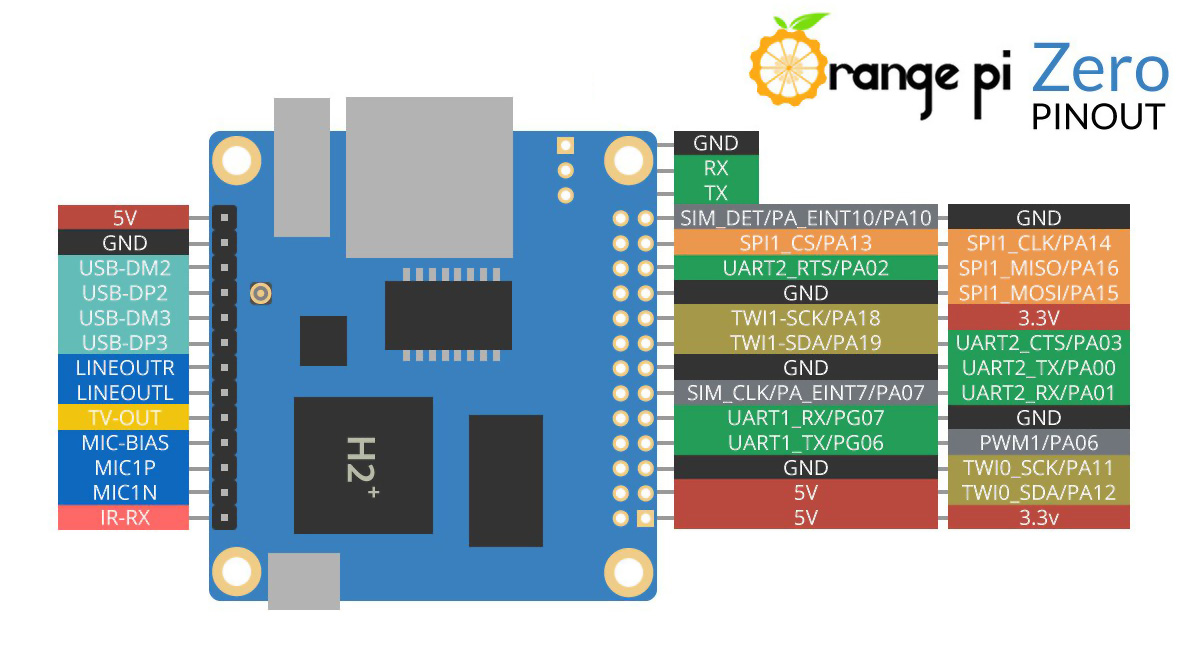 Orange pi Zero
PINOUT
GND
RX
TX
5V
GND
USB-DM2
USB-DP2
USB-DM3
USB-DP3
LINEOUTR
LINEOUTL
TV-OUT
MIC-BIAS
MIC1P
MIC1N
IR-RX
H2+
SIM_DET/PA_EINT10/PA10 GND
SPI1_CS/PA13 SPI1_CLK/PA14
UART2_RTS/PA02 SPI1_MISO/PA16
GND SPI1_MOSI/PA15
TWI1-SCK/PA18 3.3V
TWI1-SDA/PA19 UART2_CTS/PA03
GND UART2_TX/PA00
SIM_CLK/PA_EINT7/PA07 UART2_RX/PA01
UART1_RX/PG07 GND
UART1_TX/PG06 PWM1/PA06
GND TWI0_SCK/PA11
5V TWI0_SDA/PA12
5V 3.3v